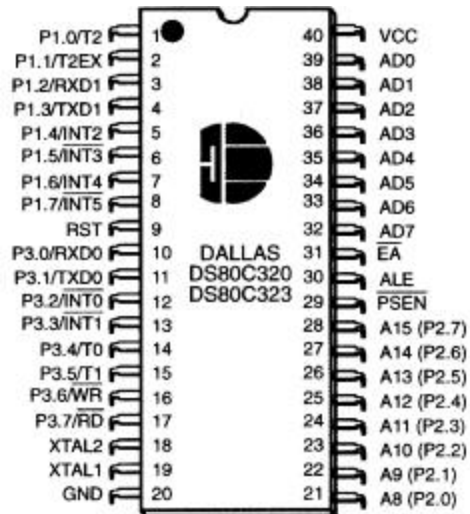 P1.0/T2 1 40 VCC
P1.1/T2EX 2 39 AD0
P1.2/RXD1 3 38 AD1
P1.3/TXD1 4 37 AD2
P1.4/INT2 5 36 AD3
P1.5/INT3 6 35 AD4
P1.6/INT4 7 34 AD5
P1.7/INT5 8 33 AD6
RST 9 32 AD7
P3.0/RXD0 10 DALLAS 31 EA
P3.1/TXD0 11 DS80C320 30 ALE
P3.2/INT0 12 DS80C323 29 PSEN
P3.3/INT1 13 28 A15 (P2.7)
P3.4/T0 14 27 A14 (P2.6)
P3.5/T1 15 26 A13 (P2.5)
P3.6/WR 16 25 A12 (P2.4)
P3.7/RD 17 24 A11 (P2.3)
XTAL2 18 23 A10 (P2.2)
XTAL1 19 22 A9 (P2.1)
GND 20 21 A8 (P2.0)